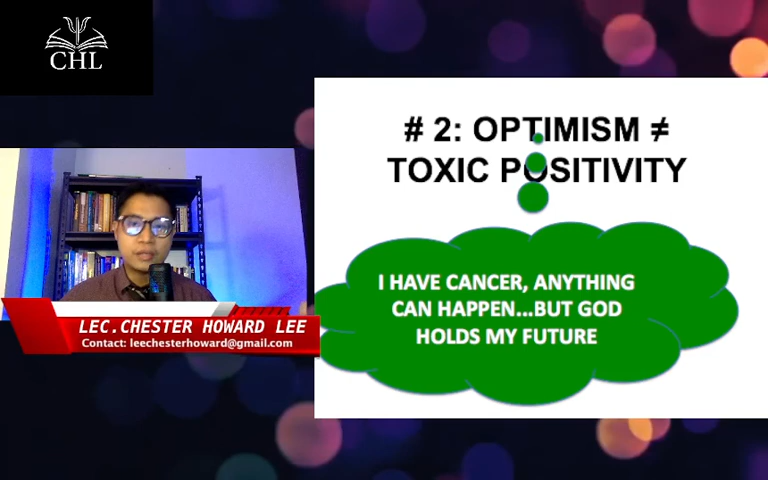 CHL
# 2: OPTIMISM ≠
TOXIC POSITIVITY
I HAVE CANCER, ANYTHING
CAN HAPPEN...BUT GOD
HOLDS MY FUTURE
LEC.CHESTER HOWARD LEE
Contact: leechesterhoward@gmail.com